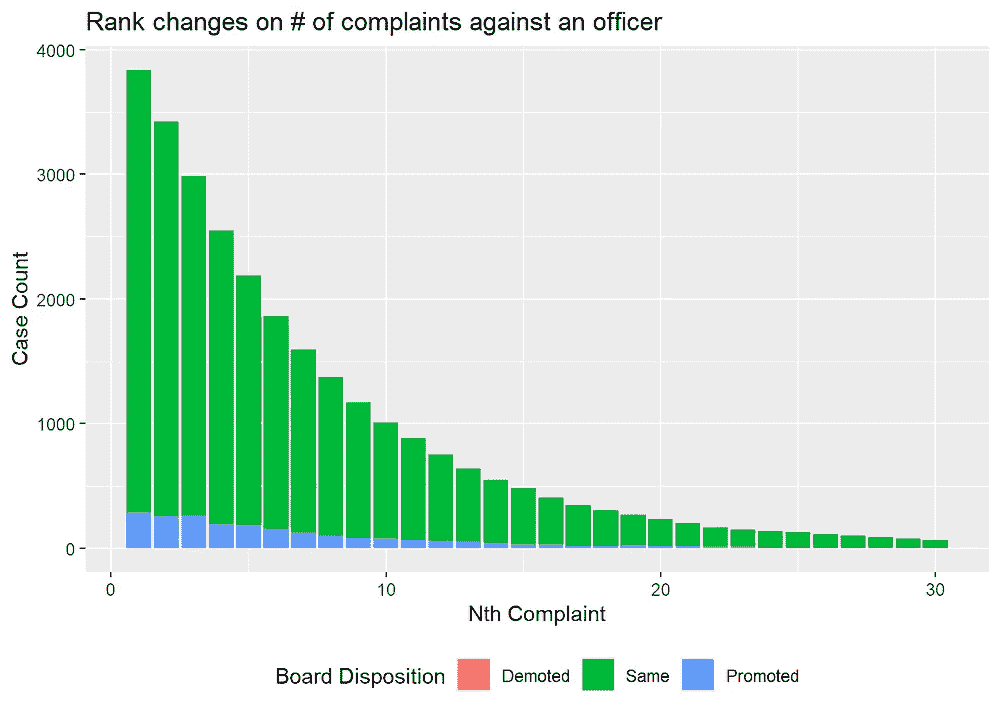 Rank changes on # of complaints against an officer
4000
3000
2000
1000
0
Case Count
0 10 20 30
Nth Complaint
Board Disposition Demoted Same Promoted